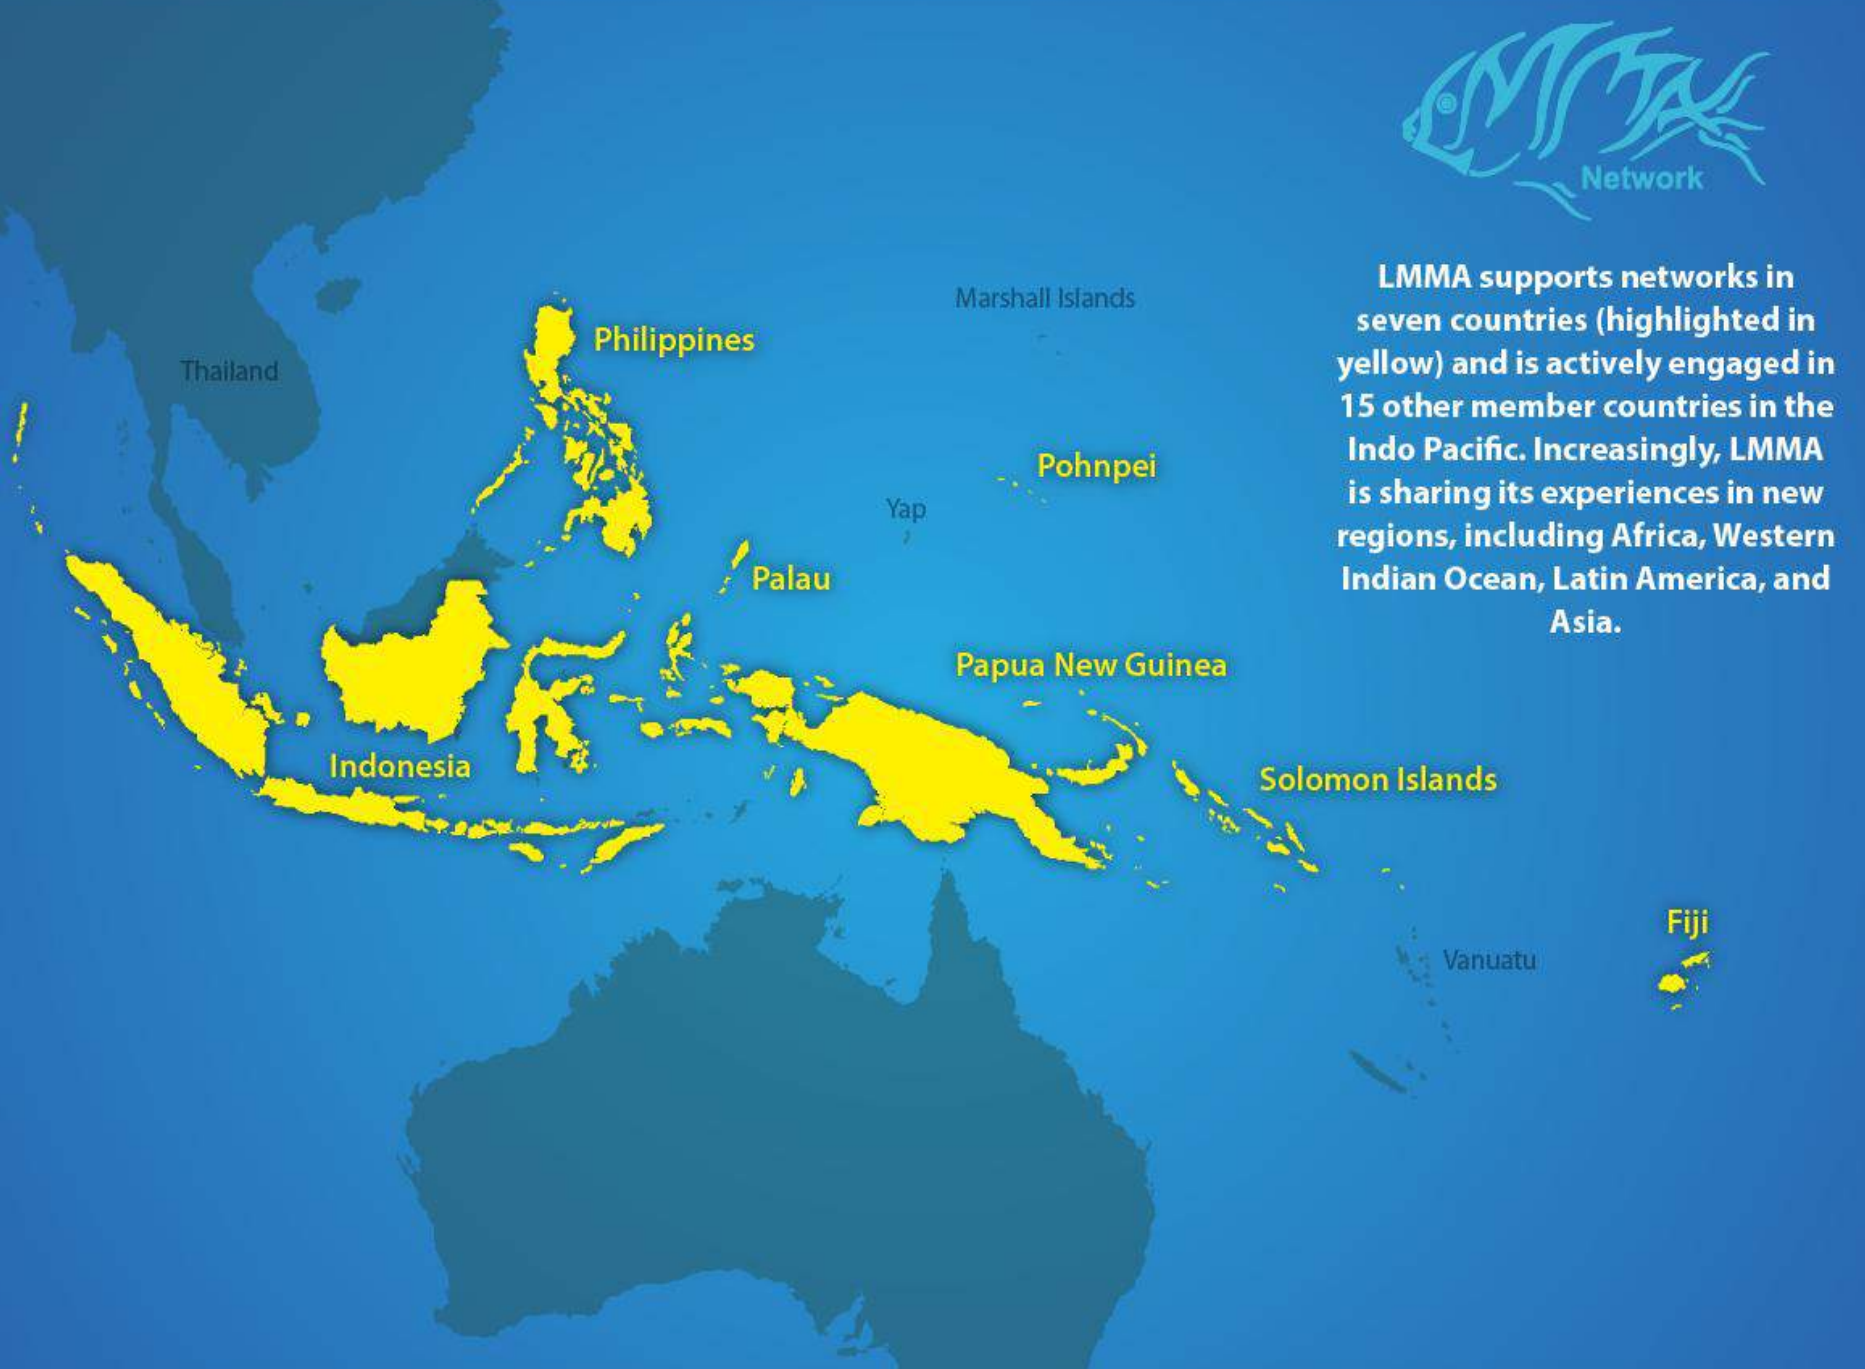 LMMA
Network
LMMA supports networks in
seven countries (highlighted in
yellow) and is actively engaged in
15 other member countries in the
Indo Pacific. Increasingly, LMMA
is sharing its experiences in new
regions, including Africa, Western
Indian Ocean, Latin America, and
Asia.
Marshall Islands
Philippines
Thailand
Pohnpei
Yap
Palau
Papua New Guinea
Indonesia
Solomon Islands
Fiji
Vanuatu